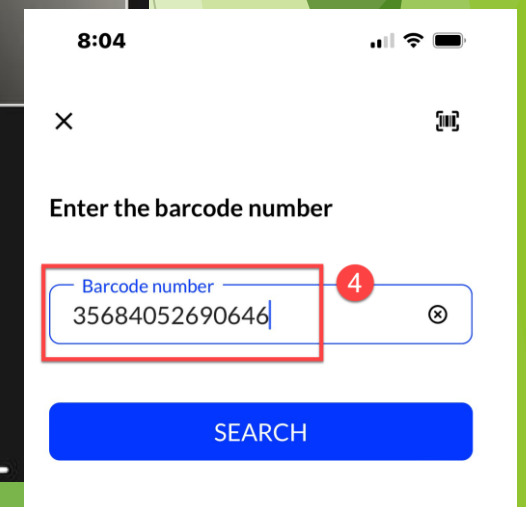 8:04
Enter the barcode number
Barcode number
4
35684052690646
SEARCH